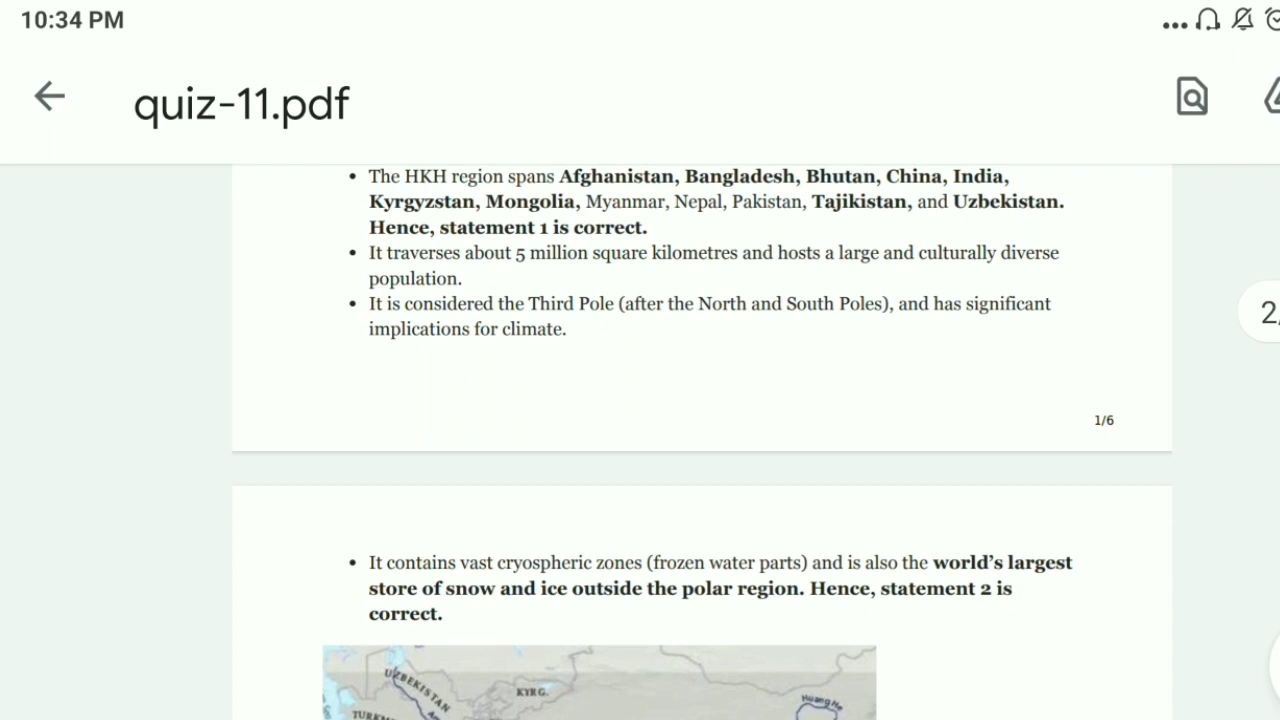 10:34 PM
quiz-11.pdf
• The HKH region spans Afghanistan, Bangladesh, Bhutan, China, India,
Kyrgyzstan, Mongolia, Myanmar, Nepal, Pakistan, Tajikistan, and Uzbekistan.
Hence, statement 1 is correct.
• It traverses about 5 million square kilometres and hosts a large and culturally diverse
population.
• It is considered the Third Pole (after the North and South Poles), and has significant
implications for climate.
2/
1/6
• It contains vast cryospheric zones (frozen water parts) and is also the world's largest
store of snow and ice outside the polar region. Hence, statement 2 is
correct.
UZBEKISTAN
KYRG.
Huang He